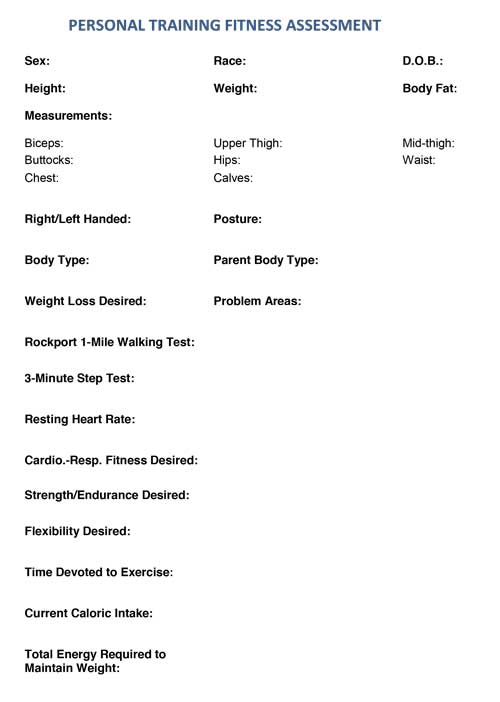 PERSONAL TRAINING FITNESS ASSESSMENT
Sex: Race: D.O.B.:
Height: Weight: Body Fat:
Measurements:
Biceps: Upper Thigh: Mid-thigh:
Buttocks: Hips: Waist:
Chest: Calves:
Right/Left Handed: Posture:
Body Type: Parent Body Type:
Weight Loss Desired: Problem Areas:
Rockport 1-Mile Walking Test:
3-Minute Step Test:
Resting Heart Rate:
Cardio.-Resp. Fitness Desired:
Strength/Endurance Desired:
Flexibility Desired:
Time Devoted to Exercise:
Current Caloric Intake:
Total Energy Required to
Maintain Weight: